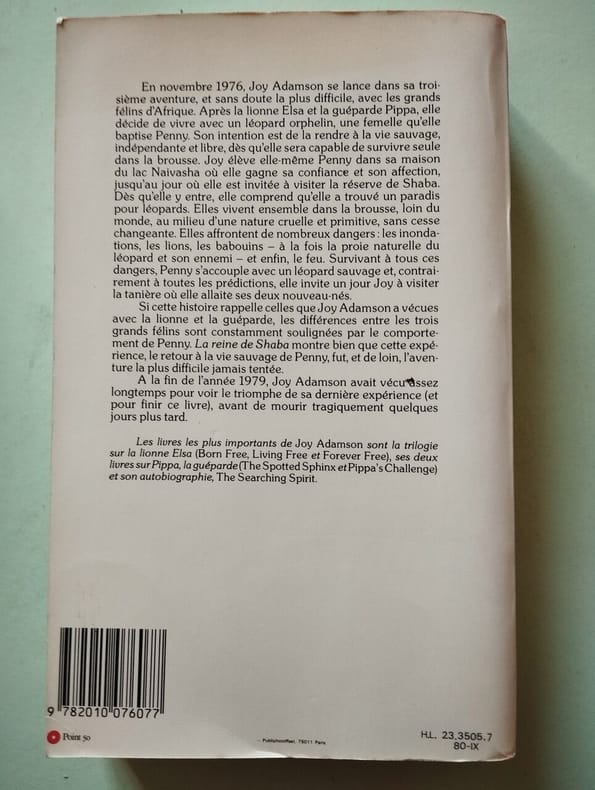 En novembre 1976, Joy Adamson se lance dans sa troi-
sième aventure, et sans doute la plus difficile, avec les grands
félins d'Afrique. Après la lionne Elsa et la guéparde Pippa, elle
décide de vivre avec un léopard orphelin, une femelle qu'elle
baptise Penny. Son intention est de la rendre à la vie sauvage,
indépendante et libre, dès qu'elle sera capable de survivre seule
dans la brousse. Joy élève elle-même Penny dans sa maison
du lac Naivasha où elle gagne sa confiance et son affection,
jusqu'au jour où elle est invitée à visiter la réserve de Shaba.
Dès qu'elle y entre, elle comprend qu'elle a trouvé un paradis
pour léopards. Elles vivent ensemble dans la brousse, loin du
monde, au milieu d'une nature cruelle et primitive, sans cesse
changeante. Elles affrontent de nombreux dangers : les inonda-
tions, les lions, les babouins – à la fois la proie naturelle du
léopard et son ennemi – et enfin, le feu. Survivant à tous ces
dangers, Penny s'accouple avec un léopard sauvage et, contrai-
rement à toutes les prédictions, elle invite un jour Joy à visiter
la tanière où elle allaite ses deux nouveau-nés.
Si cette histoire rappelle celles que Joy Adamson a vécues
avec la lionne et la guéparde, les différences entre les trois
grands félins sont constamment soulignées par le comporte-
ment de Penny. La reine de Shaba montre bien que cette expé-
rience, le retour à la vie sauvage de Penny, fut, et de loin, l'aven-
ture la plus difficile jamais tentée.
A la fin de l'année 1979, Joy Adamson avait vécu assez
longtemps pour voir le triomphe de sa dernière expérience (et
pour finir ce livre), avant de mourir tragiquement quelques
jours plus tard.
Les livres les plus importants de Joy Adamson sont la trilogie
sur la lionne Elsa (Born Free, Living Free et Forever Free), ses deux
livres sur Pippa, la guéparde (The Spotted Sphinx et Pippa's Challenge)
et son autobiographie, The Searching Spirit.
9 782010 076077
Point 50
- Publiphotoffset, 75011 Paris
H.L. 23.3505.7
80-IX